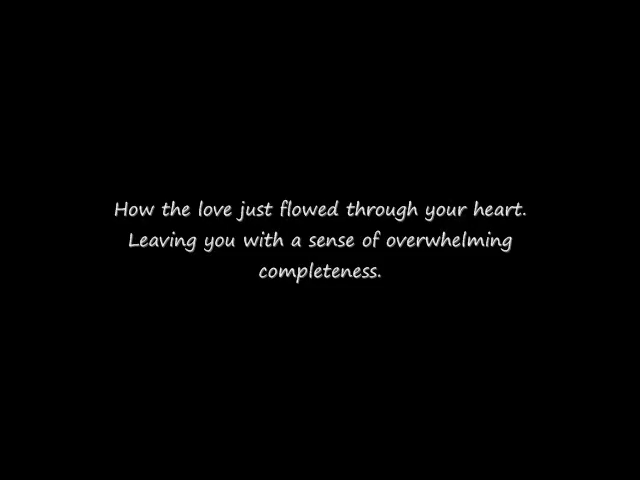 How the love just flowed through your heart.
Leaving you with a sense of overwhelming
completeness.